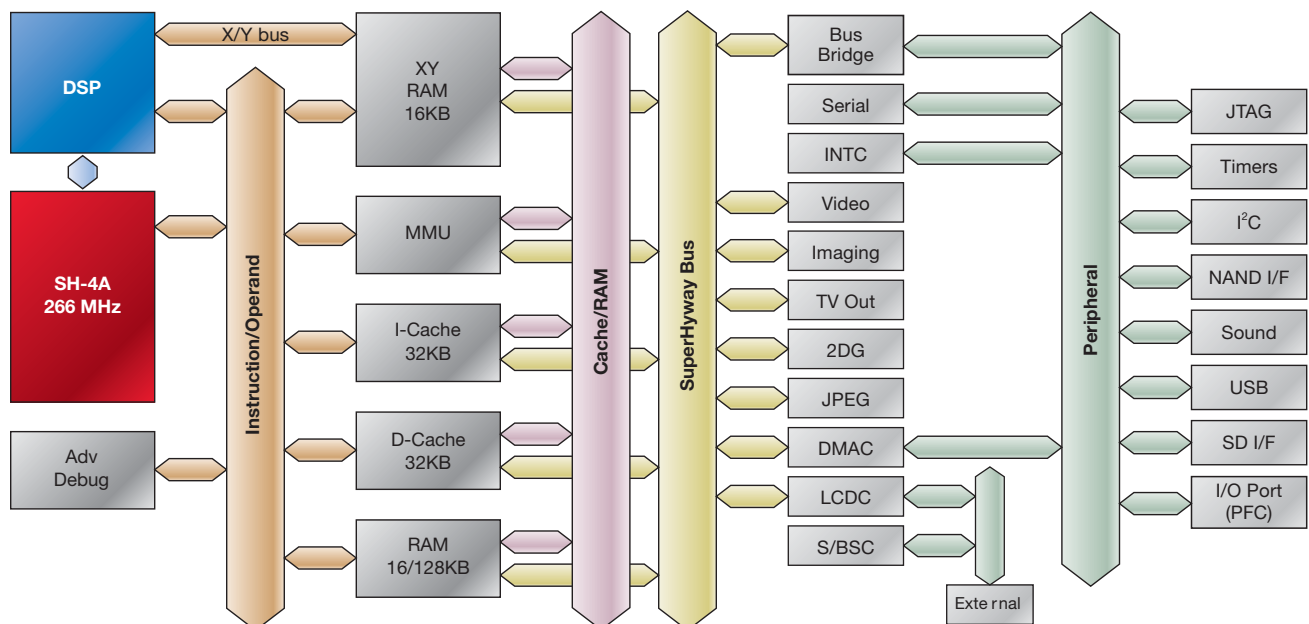 DSP
X/Y bus
SH-4A
266 MHz
Adv
Debug
Instruction/Operand
XY
RAM
16KB
MMU
I-Cache
32KB
D-Cache
32KB
RAM
16/128KB
Cache/RAM
SuperHyway Bus
Bus
Bridge
Serial
INTC
Video
Imaging
TV Out
2DG
JPEG
DMAC
LCDC
S/BSC
External
Peripheral
JTAG
Timers
I²C
NAND I/F
Sound
USB
SD I/F
I/O Port
(PFC)